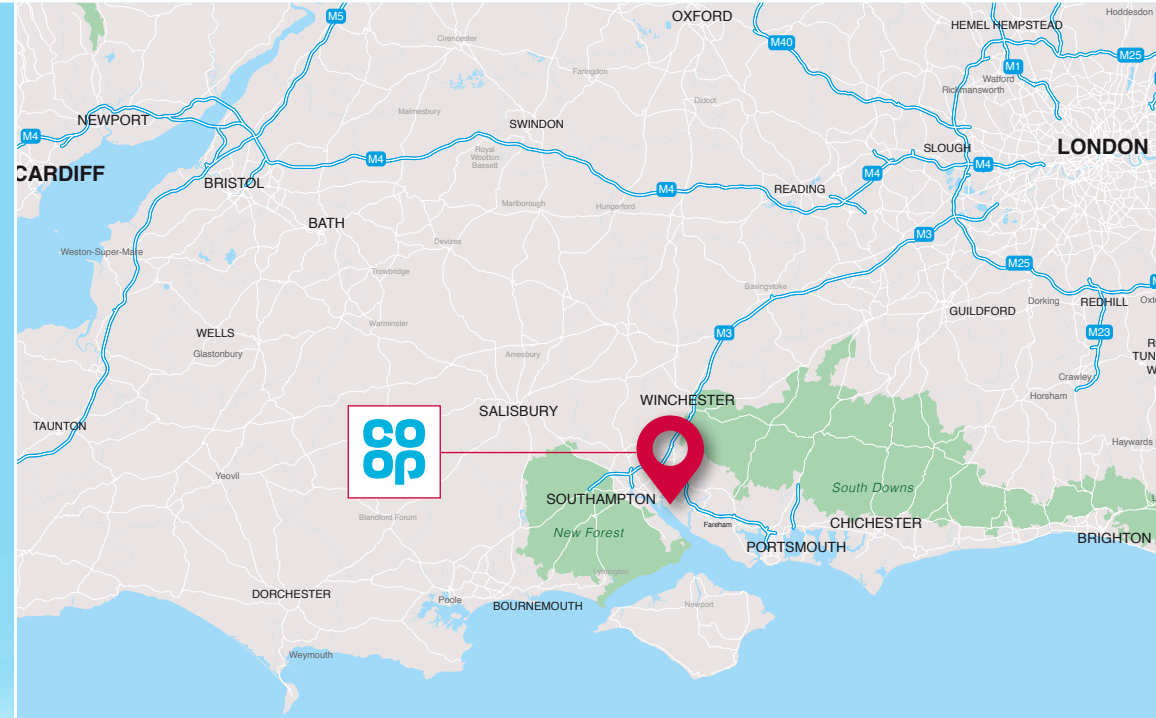 M5
OXFORD
HEMEL HEMPSTEAD
Hoddesdon
Cirencester
M40
M25
M1
Faringdon
Watford
Rickmansworth
Malmesbury
Didcot
NEWPORT
SWINDON
M4
LONDON
SLOUGH
M4
Royal
Wootton
Bassett
M4
M4
CARDIFF
BRISTOL
M4
READING
Marlborough
Hungerford
BATH
M3
Devizes
Weston-Super-Mare
M25
Trowbridge
Basingstoke
Dorking
REDHILL
GUILDFORD
Warminster
WELLS
M3
M23
Glastonbury
Amesbury
Crawley
Horsham
WINCHESTER
SALISBURY
TAUNTON
co
op
Haywards
Yeovil
South Downs
SOUTHAMPTON
Blandford Forum
Fareham
CHICHESTER
New Forest
PORTSMOUTH
BRIGHTON
Lymington
DORCHESTER
Poole
BOURNEMOUTH
Newport
Weymouth